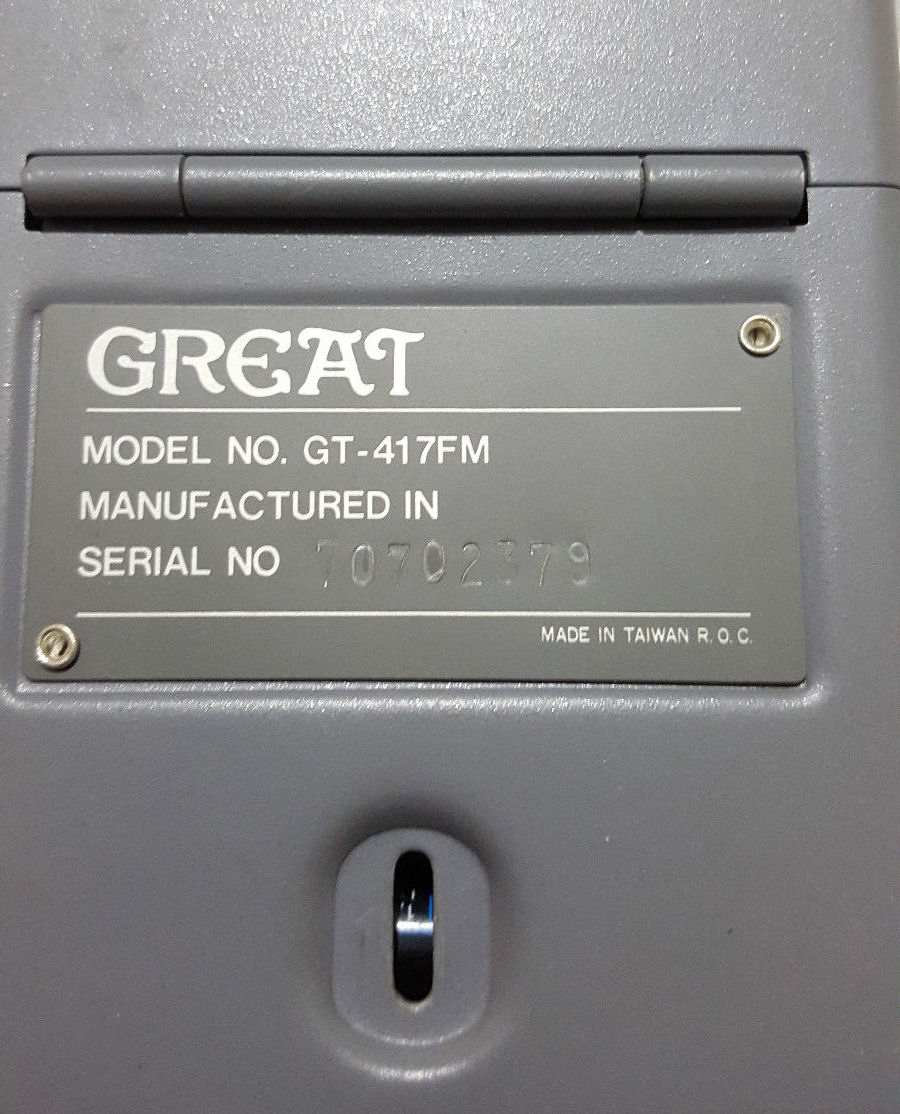 GREAT
MODEL NO. GT-417FM
MANUFACTURED IN
SERIAL NO 70702379
MADE IN TAIWAN R.O.C.